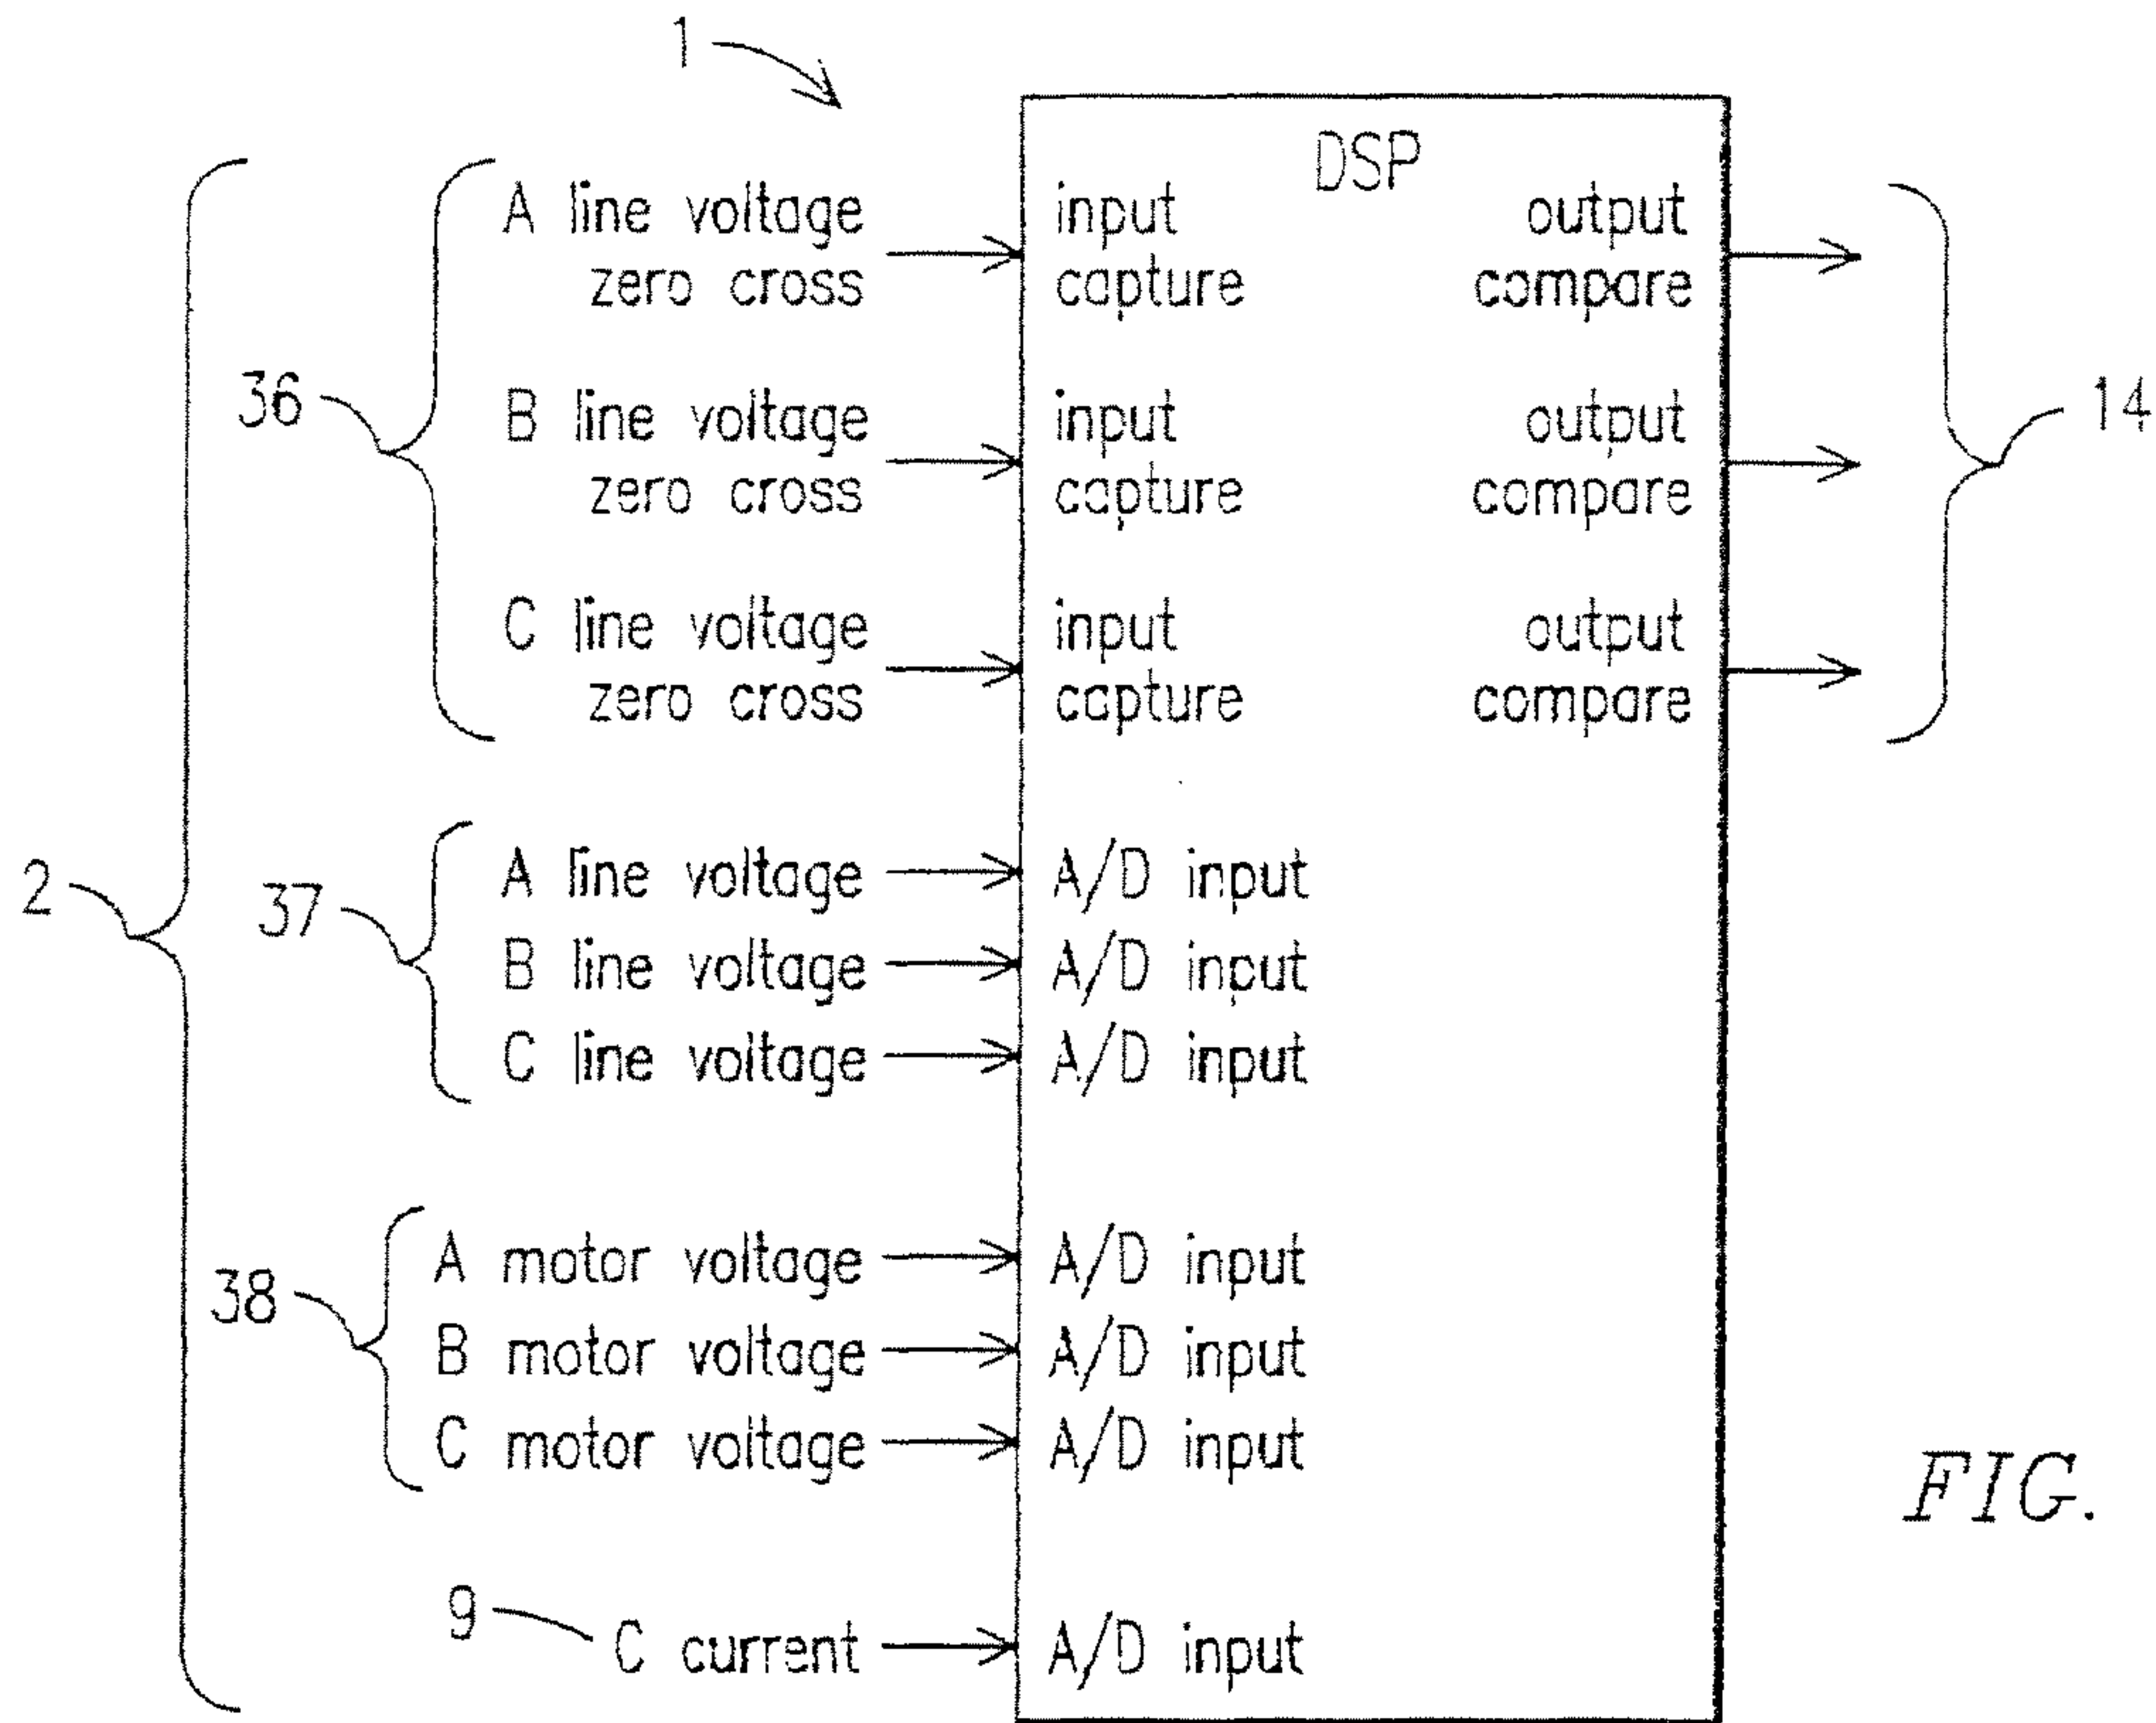 1
DSP
A line voltage
zero cross
input
capture
output
compare
36
B line voltage
zero cross
input
capture
output
compare
14
C line voltage
zero cross
input
capture
output
compare
2
37
A line voltage
A/D input
B line voltage
A/D input
C line voltage
A/D input
38
A motor voltage
A/D input
B motor voltage
A/D input
C motor voltage
A/D input
FIG.
9
C current
A/D input